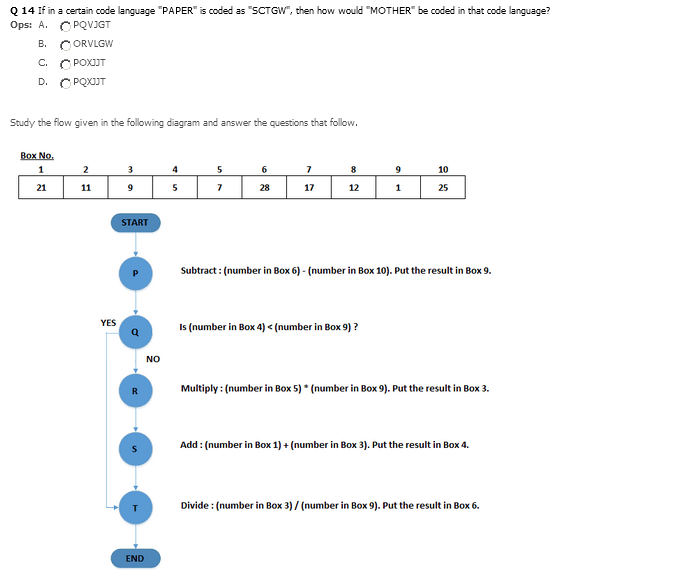 Q 14 If in a certain code language "PAPER" is coded as "SCTGW", then how would "MOTHER" be coded in that code language?
Ops: A. PQVJGT
B. ORVLGW
C. POXJJT
D. PQXJJT
Study the flow given in the following diagram and answer the questions that follow.
Box No.
1 2 3 4 5 6 7 8 9 10
21 11 9 5 7 28 17 12 1 25
START
P Subtract : (number in Box 6) - (number in Box 10). Put the result in Box 9.
YES
Q Is (number in Box 4) < (number in Box 9) ?
NO
R Multiply : (number in Box 5) * (number in Box 9). Put the result in Box 3.
S Add : (number in Box 1) + (number in Box 3). Put the result in Box 4.
T Divide : (number in Box 3) / (number in Box 9). Put the result in Box 6.
END